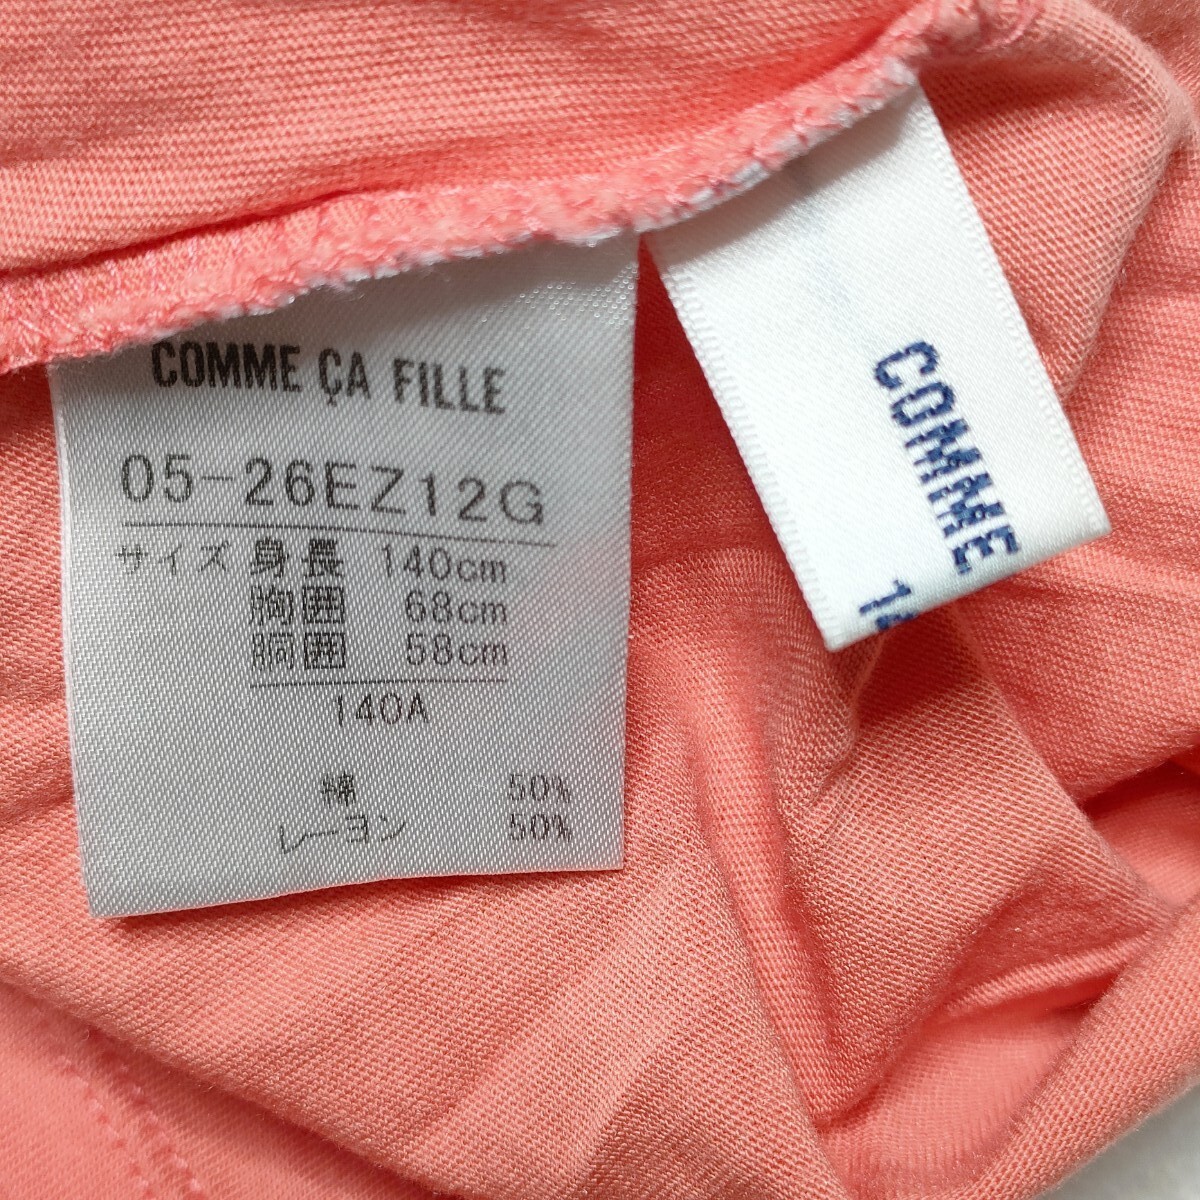 COMME ÇA FILLE
05-26EZ12G
サイズ 身長 140cm
胸囲 68cm
胴囲 58cm
140A
綿 50%
レーヨン 50%
COMME